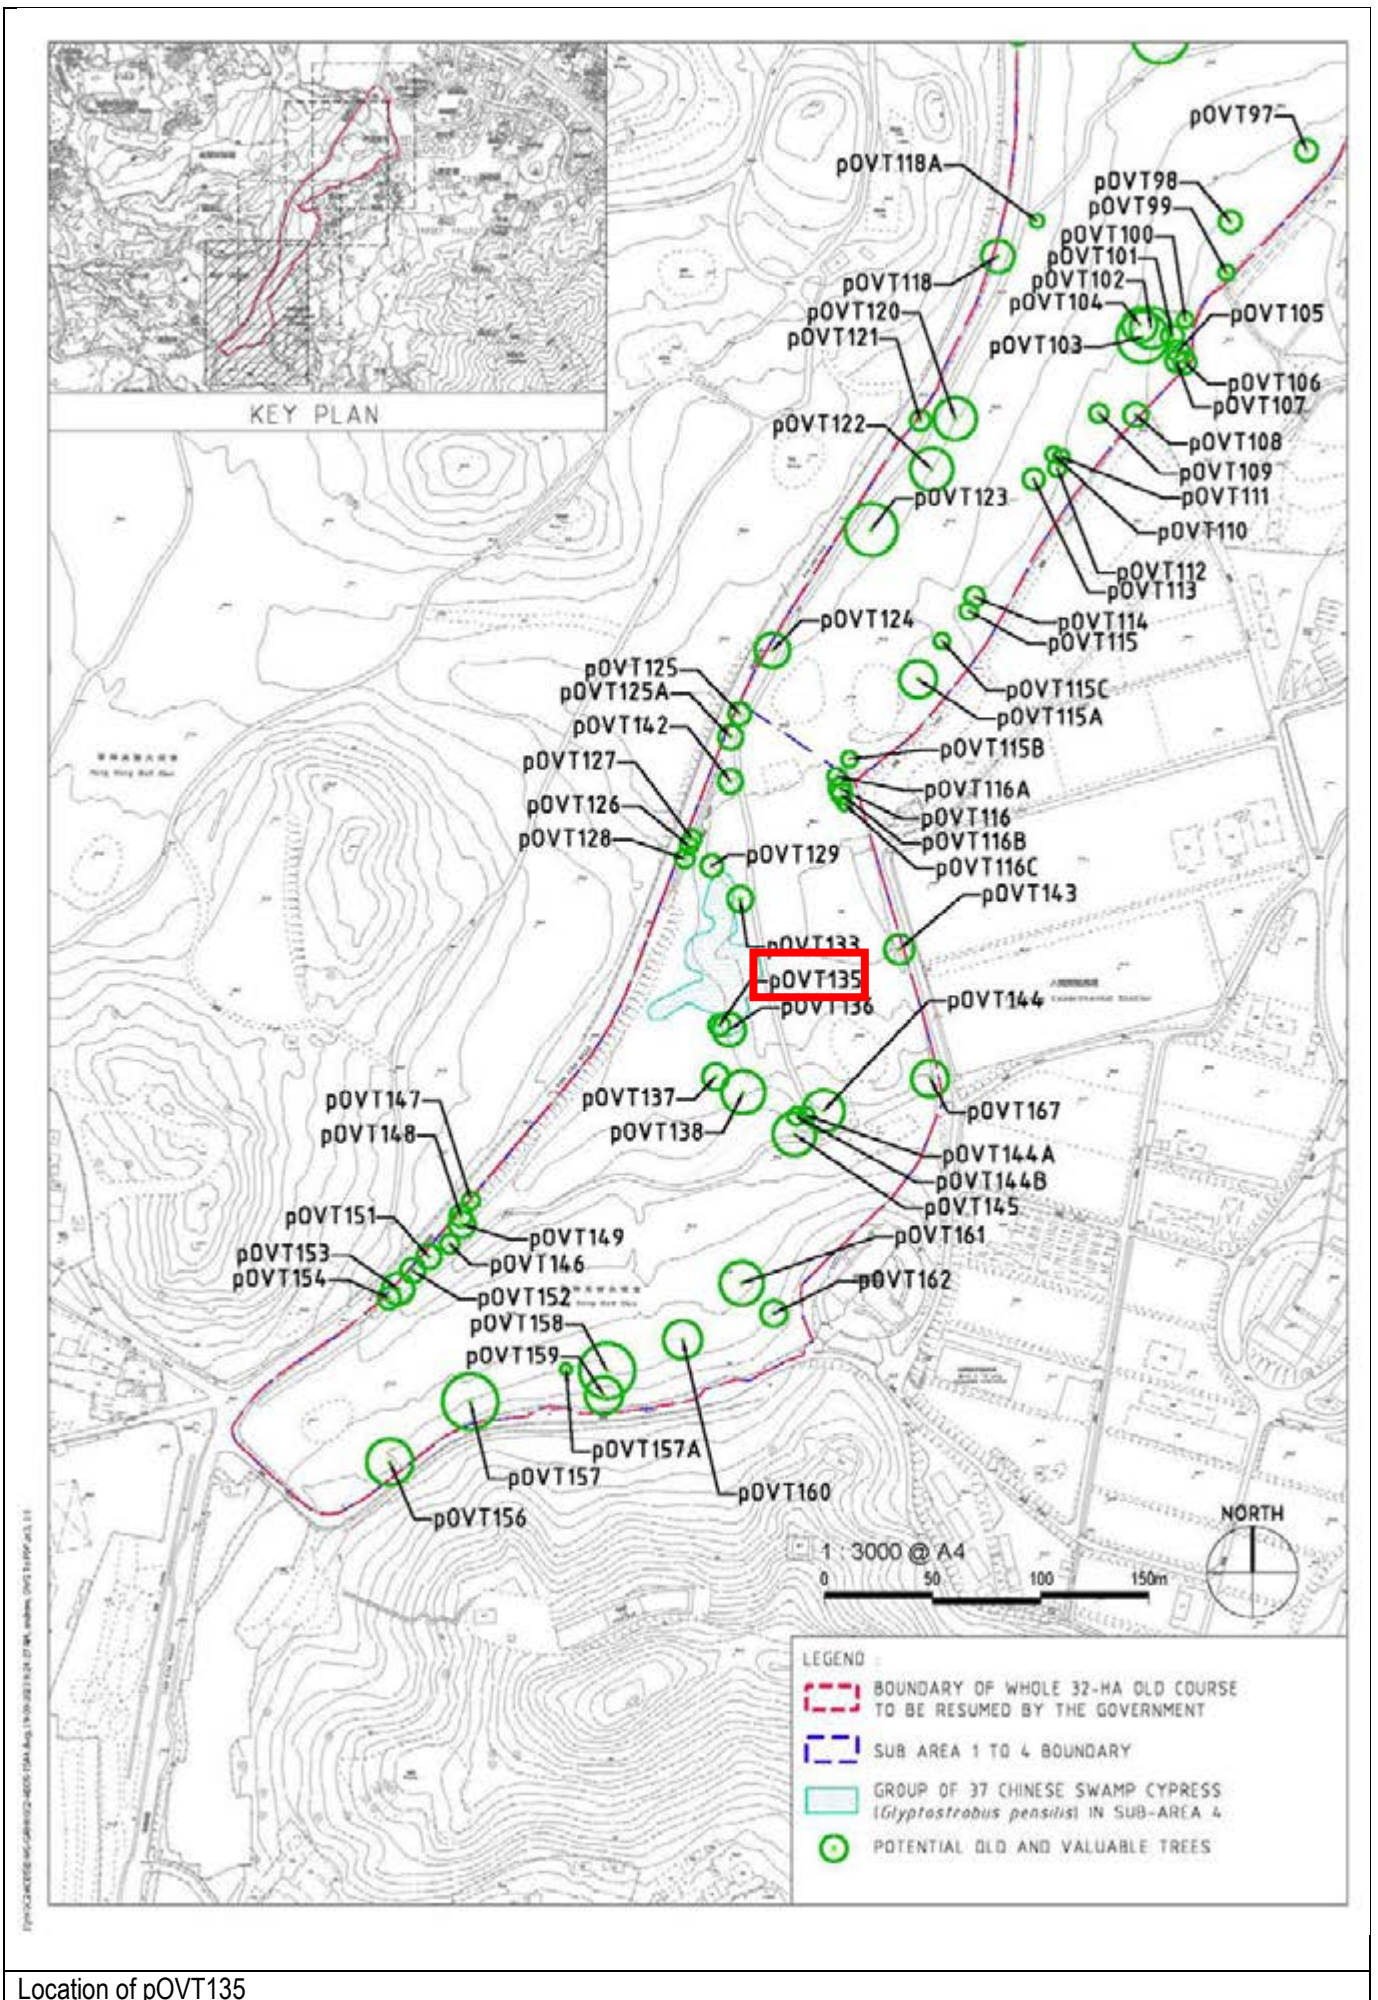 KEY PLAN
pOVT97
pOVT118A
pOVT98
pOVT99
pOVT100
pOVT101
pOVT102
pOVT104
pOVT105
pOVT103
pOVT118
pOVT120
pOVT121
pOVT106
pOVT107
pOVT108
pOVT109
pOVT111
pOVT110
pOVT112
pOVT113
pOVT122
pOVT123
pOVT114
pOVT115
pOVT124
pOVT125
pOVT125A
pOVT142
pOVT115C
pOVT115A
pOVT115B
pOVT127
pOVT116A
pOVT126
pOVT116
pOVT128
pOVT116B
pOVT129
pOVT116C
pOVT143
pOVT133
pOVT135
pOVT136
pOVT144
pOVT137
pOVT138
pOVT167
pOVT147
pOVT148
pOVT144A
pOVT144B
pOVT145
pOVT151
pOVT149
pOVT161
pOVT153
pOVT146
pOVT154
pOVT162
pOVT152
pOVT158
pOVT159
pOVT157A
pOVT157
pOVT160
pOVT156
NORTH
1 : 3000 @ A4
0 50 100 150m
LEGEND :
BOUNDARY OF WHOLE 32-HA OLD COURSE
TO BE RESUMED BY THE GOVERNMENT
SUB AREA 1 TO 4 BOUNDARY
GROUP OF 37 CHINESE SWAMP CYPRESS
(Glyptostrobus pensilis) IN SUB-AREA 4
POTENTIAL OLD AND VALUABLE TREES
Location of pOVT135